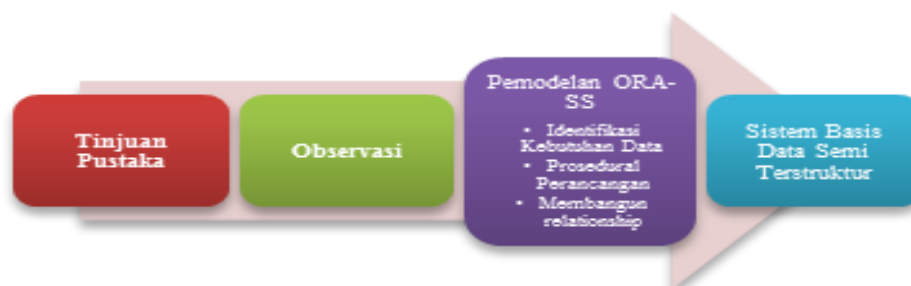 Tinjuan
Pustaka
Observasi
Pemodelan ORA-
SS
• Identifikasi
Kebutuhan Data
• Prosedural
Perancangan
• Membangun
relationship
Sistem Basis
Data Semi
Terstruktur